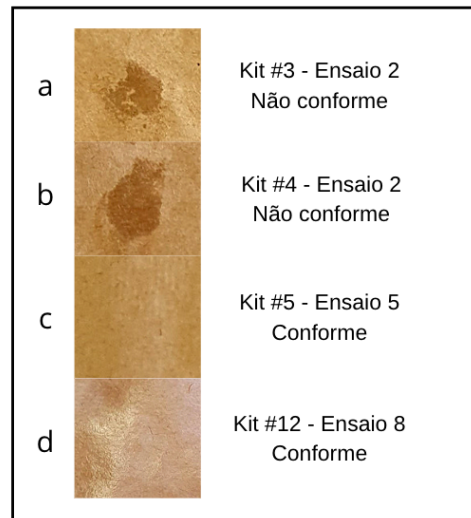 a
Kit #3 - Ensaio 2
Não conforme
b
Kit #4 - Ensaio 2
Não conforme
c
Kit #5 - Ensaio 5
Conforme
d
Kit #12 - Ensaio 8
Conforme